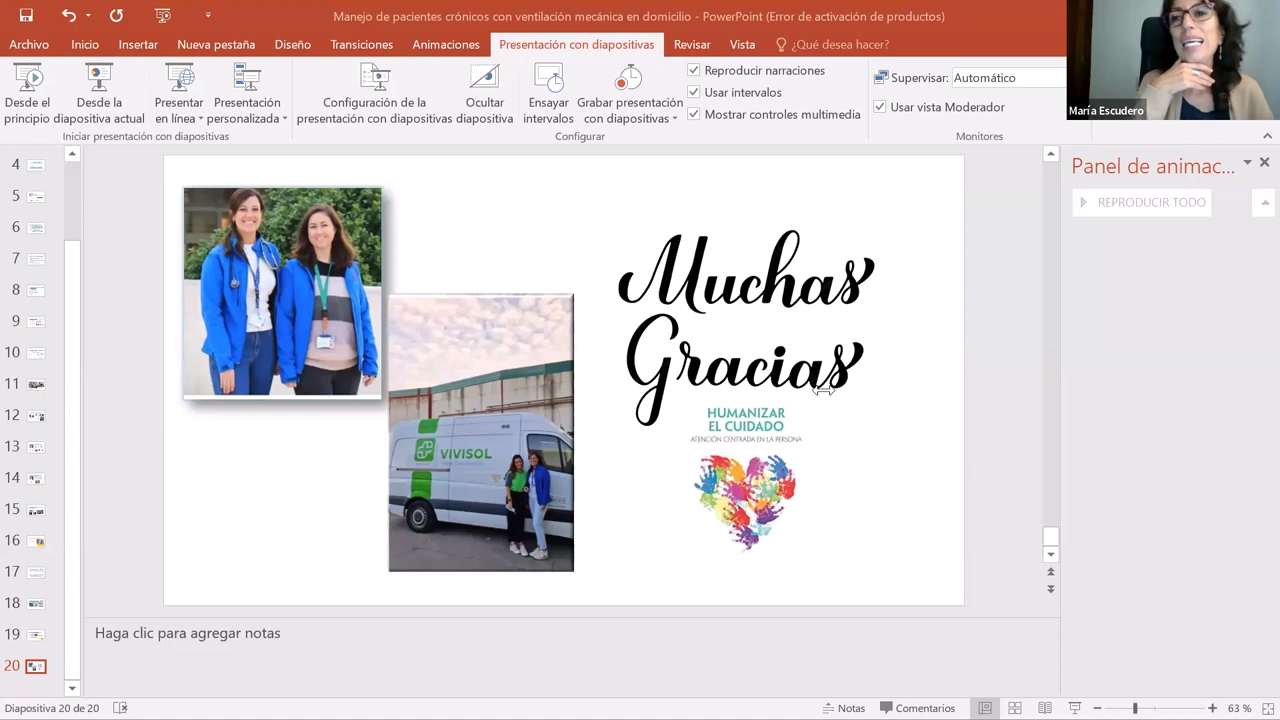 Manejo de pacientes crónicos con ventilación mecánica en domicilio - PowerPoint (Error de activación de productos)
Archivo Inicio Insertar Nueva pestaña Diseño Transiciones Animaciones Presentación con diapositivas Revisar Vista ¿Qué desea hacer?
Desde el principio
Desde la diapositiva actual
Presentar en línea
Presentación personalizada
Iniciar presentación con diapositivas
Configuración de la presentación con diapositivas
Ocultar diapositiva
Ensayar intervalos
Grabar presentación con diapositivas
Reproducir narraciones
Usar intervalos
Mostrar controles multimedia
Configurar
Supervisar: Automático
Usar vista Moderador
Monitores
María Escudero
4
5
6
7
8
9
10
11
12
13
14
15
16
17
18
19
20
VIVISOL
Muchas
Gracias
HUMANIZAR
EL CUIDADO
ATENCIÓN CENTRADA EN LA PERSONA
Panel de animac...
REPRODUCIR TODO
Haga clic para agregar notas
Diapositiva 20 de 20
Notas
Comentarios
63 %